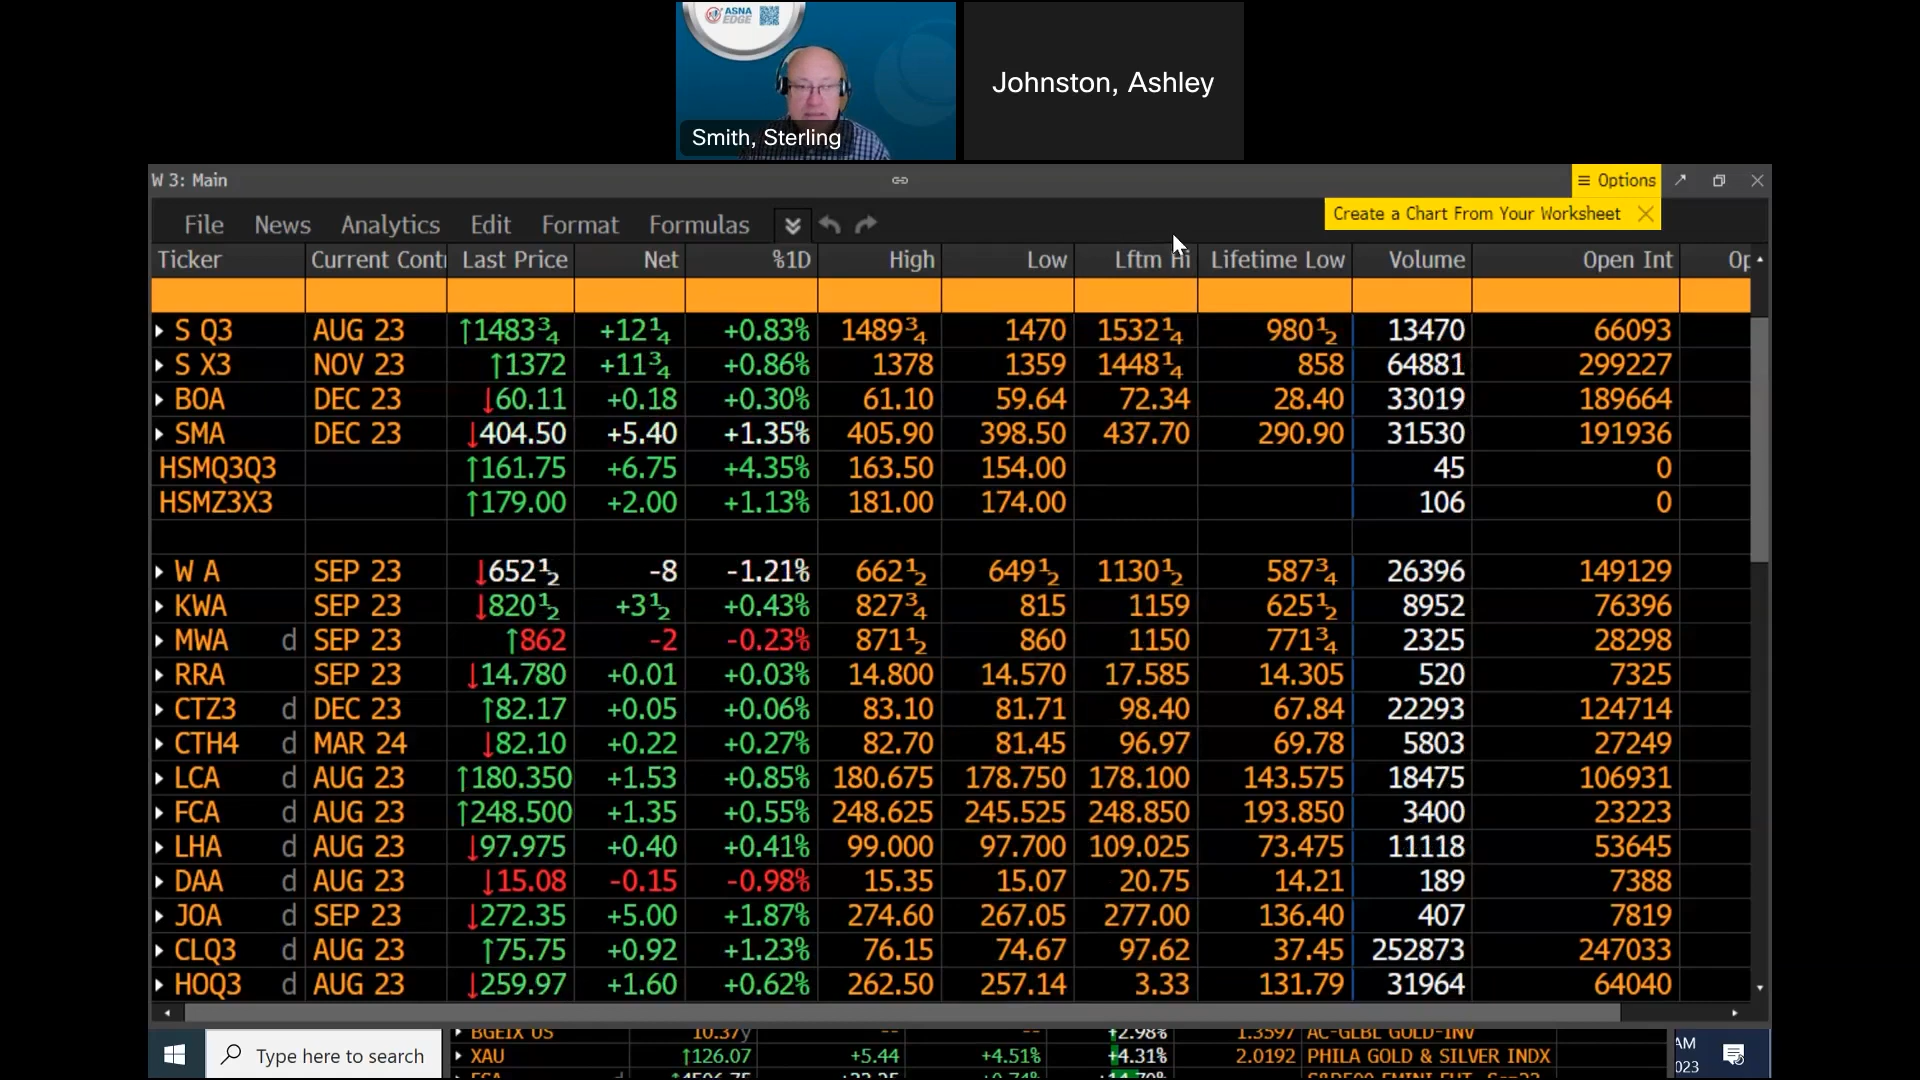 ASNA
EDGE
Smith, Sterling
Johnston, Ashley
W 3: Main
Options
File News Analytics Edit Format Formulas
Create a Chart From Your Worksheet
Ticker Current Cont Last Price Net %1D High Low Lftm Hi Lifetime Low Volume Open Int Op
S Q3 AUG 23 ↑1483¾ +12¼ +0.83% 1489¾ 1470 1532¼ 980½ 13470 66093
S X3 NOV 23 ↑1372 +11¾ +0.86% 1378 1359 1448¼ 858 64881 299227
BOA DEC 23 ↓60.11 +0.18 +0.30% 61.10 59.64 72.34 28.40 33019 189664
SMA DEC 23 ↓404.50 +5.40 +1.35% 405.90 398.50 437.70 290.90 31530 191936
HSMQ3Q3 ↑161.75 +6.75 +4.35% 163.50 154.00 45 0
HSMZ3X3 ↑179.00 +2.00 +1.13% 181.00 174.00 106 0
W A SEP 23 ↓652½ -8 -1.21% 662½ 649½ 1130½ 587¾ 26396 149129
KWA SEP 23 ↓820½ +3½ +0.43% 827¾ 815 1159 625½ 8952 76396
MWA d SEP 23 ↑862 -2 -0.23% 871½ 860 1150 771¾ 2325 28298
RRA SEP 23 ↓14.780 +0.01 +0.03% 14.800 14.570 17.585 14.305 520 7325
CTZ3 d DEC 23 ↑82.17 +0.05 +0.06% 83.10 81.71 98.40 67.84 22293 124714
CTH4 d MAR 24 ↓82.10 +0.22 +0.27% 82.70 81.45 96.97 69.78 5803 27249
LCA d AUG 23 ↑180.350 +1.53 +0.85% 180.675 178.750 178.100 143.575 18475 106931
FCA d AUG 23 ↑248.500 +1.35 +0.55% 248.625 245.525 248.850 193.850 3400 23223
LHA d AUG 23 ↓97.975 +0.40 +0.41% 99.000 97.700 109.025 73.475 11118 53645
DAA d AUG 23 ↓15.08 -0.15 -0.98% 15.35 15.07 20.75 14.21 189 7388
JOA d SEP 23 ↓272.35 +5.00 +1.87% 274.60 267.05 277.00 136.40 407 7819
CLQ3 d AUG 23 ↑75.75 +0.92 +1.23% 76.15 74.67 97.62 37.45 252873 247033
HOQ3 d AUG 23 ↓259.97 +1.60 +0.62% 262.50 257.14 3.33 131.79 31964 64040
BGEIX US 10.37y -- -- +2.98% 1.3597 AC-GLBL GOLD-INV
Type here to search
XAU ↑126.07 +5.44 +4.51% +4.31% 2.0192 PHILA GOLD & SILVER INDX
AM
023